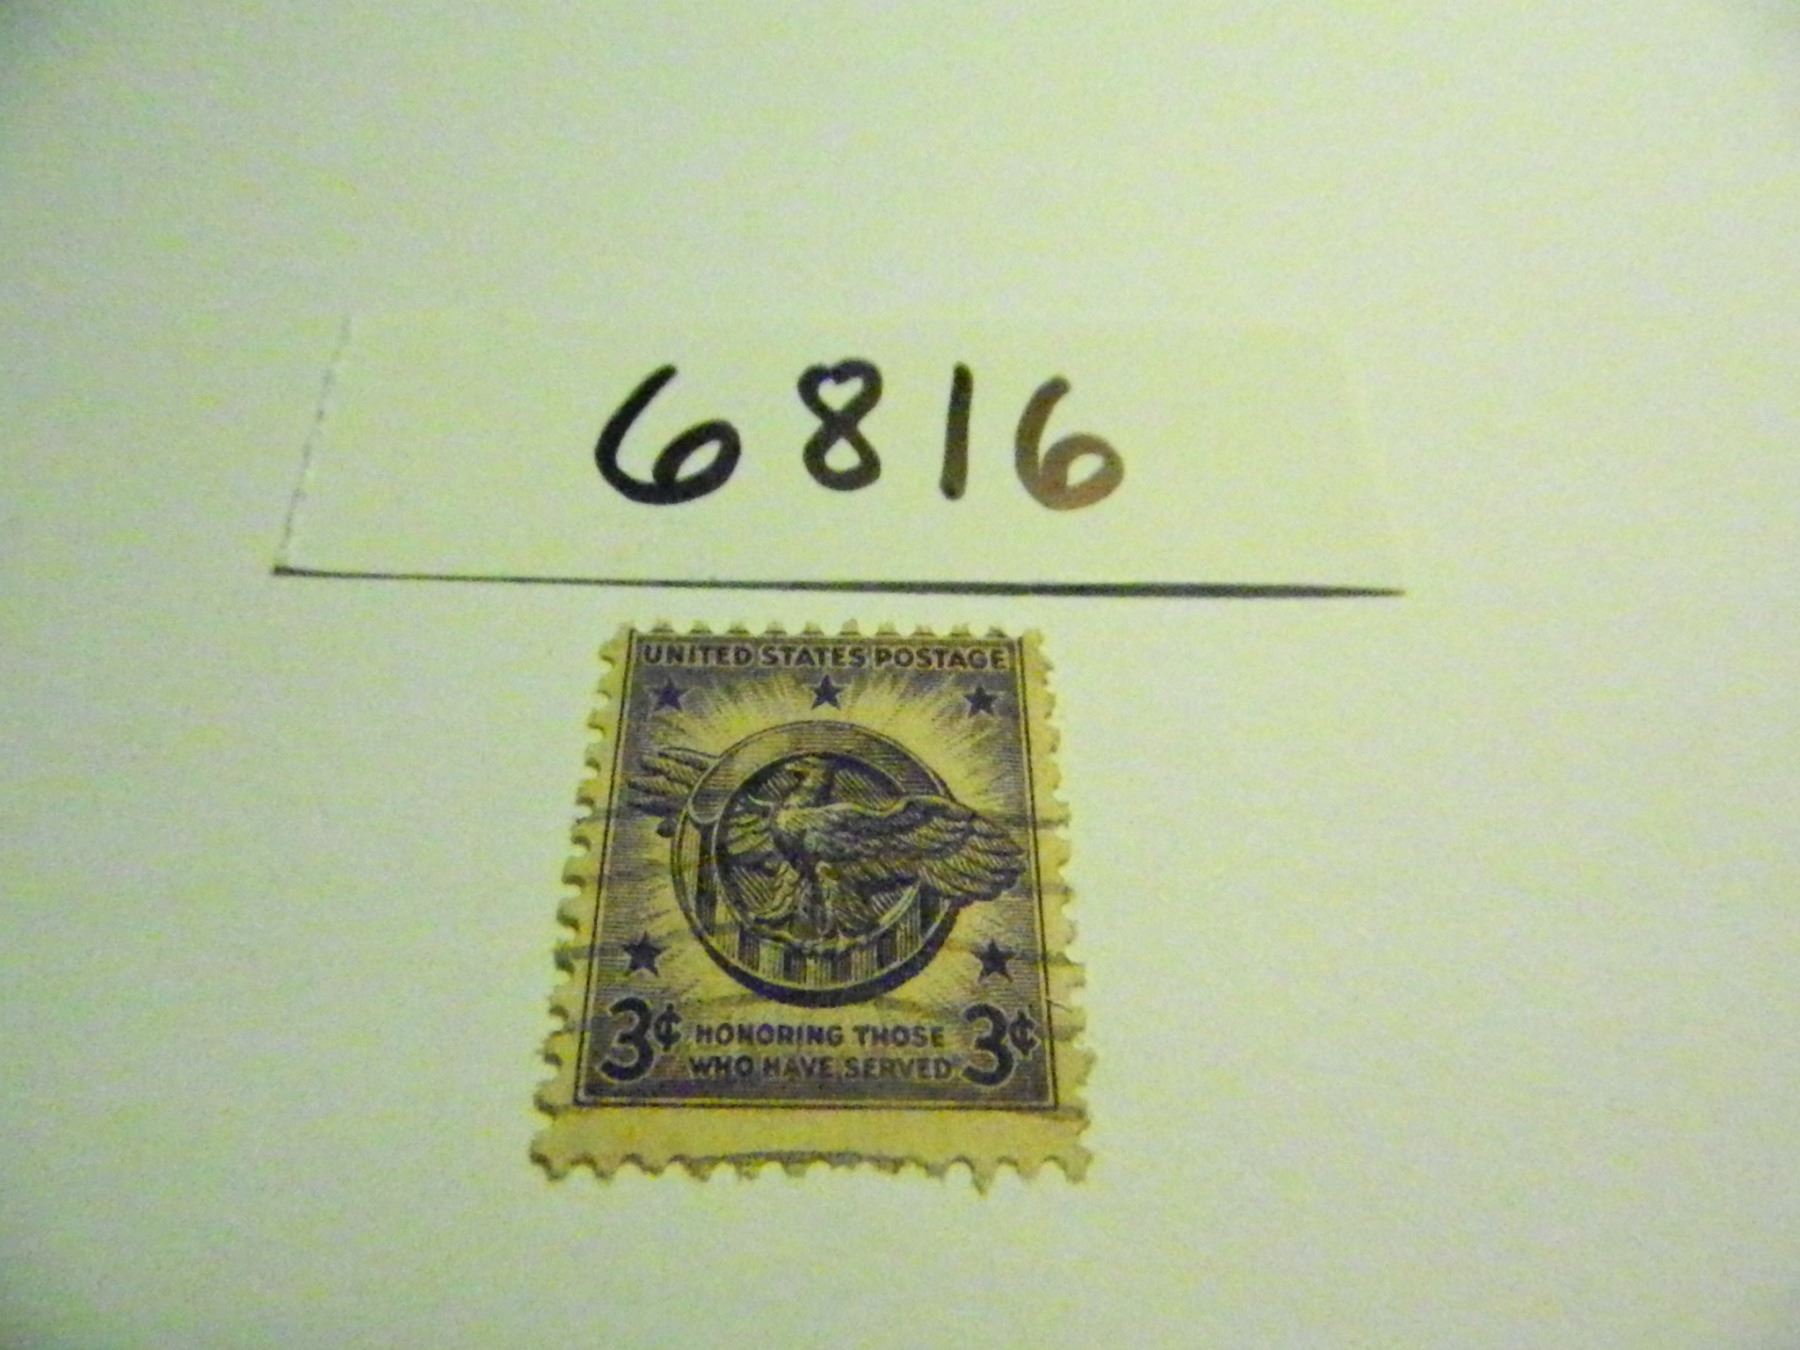 6816
UNITED STATES POSTAGE
3¢ HONORING THOSE 3¢
WHO HAVE SERVED